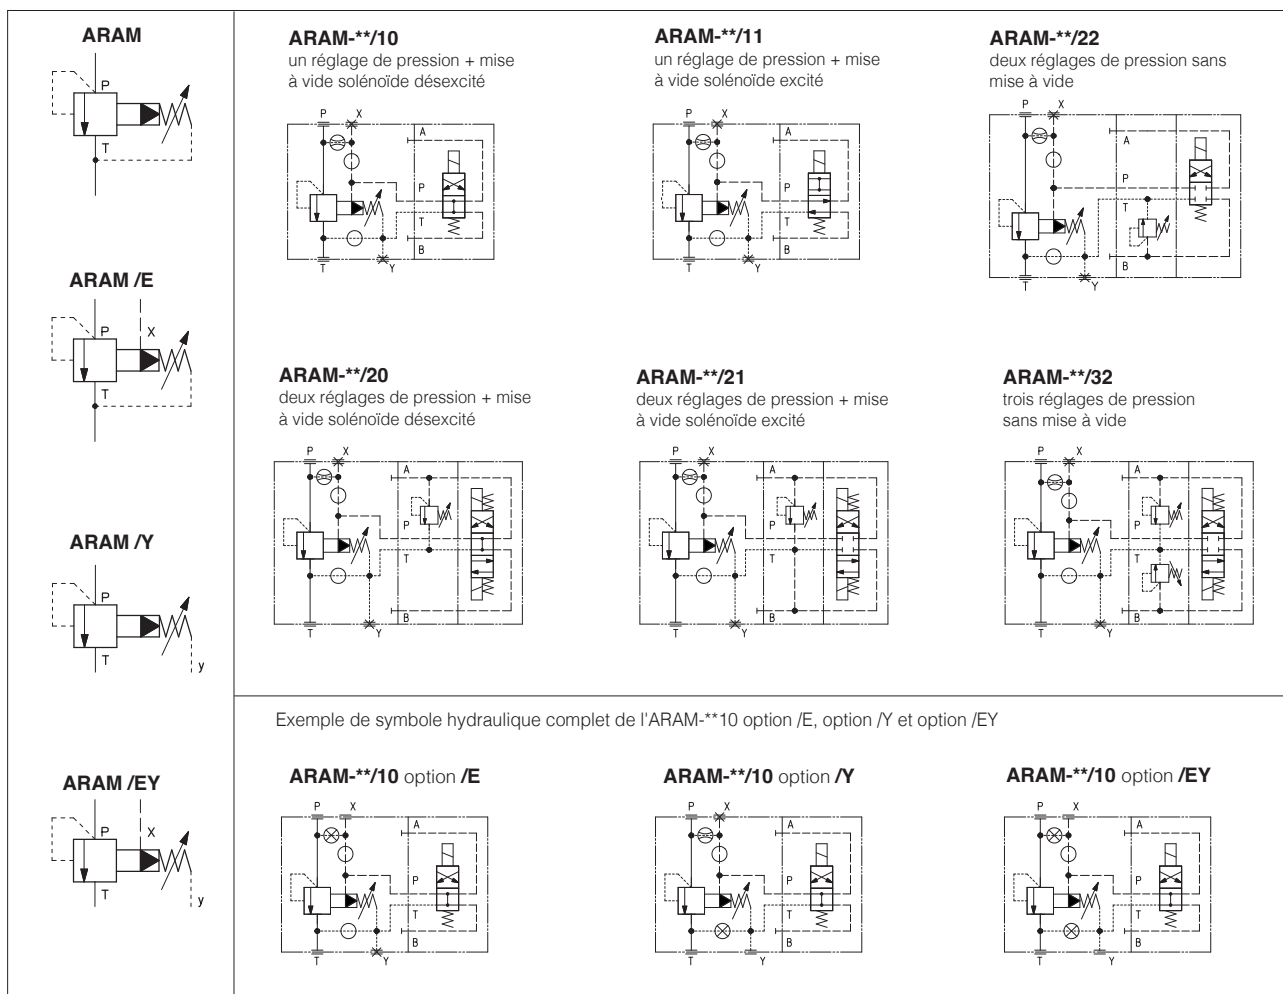 ARAM
P
T
ARAM /E
P
X
T
ARAM /Y
P
T
y
ARAM /EY
P
X
T
y
ARAM-**/10
un réglage de pression + mise
à vide solénoïde désexcité
P
X
A
P
T
B
T
Y
ARAM-**/11
un réglage de pression + mise
à vide solénoïde excité
P
X
A
P
T
B
T
Y
ARAM-**/22
deux réglages de pression sans
mise à vide
P
X
A
P
T
B
T
Y
ARAM-**/20
deux réglages de pression + mise
à vide solénoïde désexcité
P
X
A
P
T
B
T
Y
ARAM-**/21
deux réglages de pression + mise
à vide solénoïde excité
P
X
A
P
T
B
T
Y
ARAM-**/32
trois réglages de pression
sans mise à vide
P
X
A
P
T
B
T
Y
Exemple de symbole hydraulique complet de l'ARAM-**10 option /E, option /Y et option /EY
ARAM-**/10 option /E
P
X
A
P
T
B
T
Y
ARAM-**/10 option /Y
P
X
A
P
T
B
T
Y
ARAM-**/10 option /EY
P
X
A
P
T
B
T
Y